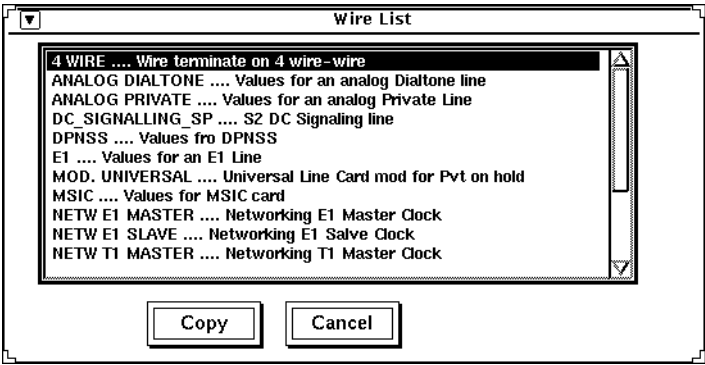 Wire List
4 WIRE .... Wire terminate on 4 wire-wire
ANALOG DIALTONE .... Values for an analog Dialtone line
ANALOG PRIVATE .... Values for an analog Private Line
DC_SIGNALLING_SP .... S2 DC Signaling line
DPNSS .... Values fro DPNSS
E1 .... Values for an E1 Line
MOD. UNIVERSAL .... Universal Line Card mod for Pvt on hold
MSIC .... Values for MSIC card
NETW E1 MASTER .... Networking E1 Master Clock
NETW E1 SLAVE .... Networking E1 Salve Clock
NETW T1 MASTER .... Networking T1 Master Clock
Copy Cancel